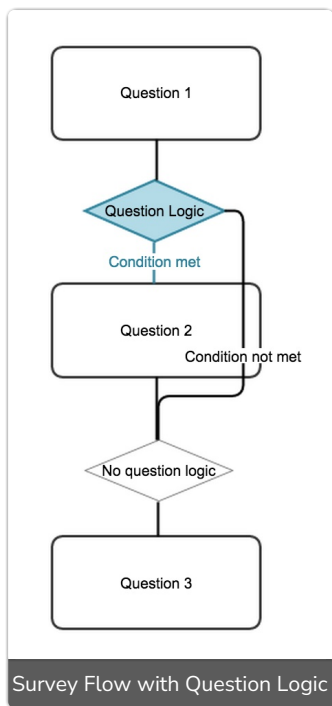 Question 1
Question Logic
Condition met
Question 2
Condition not met
No question logic
Question 3
Survey Flow with Question Logic